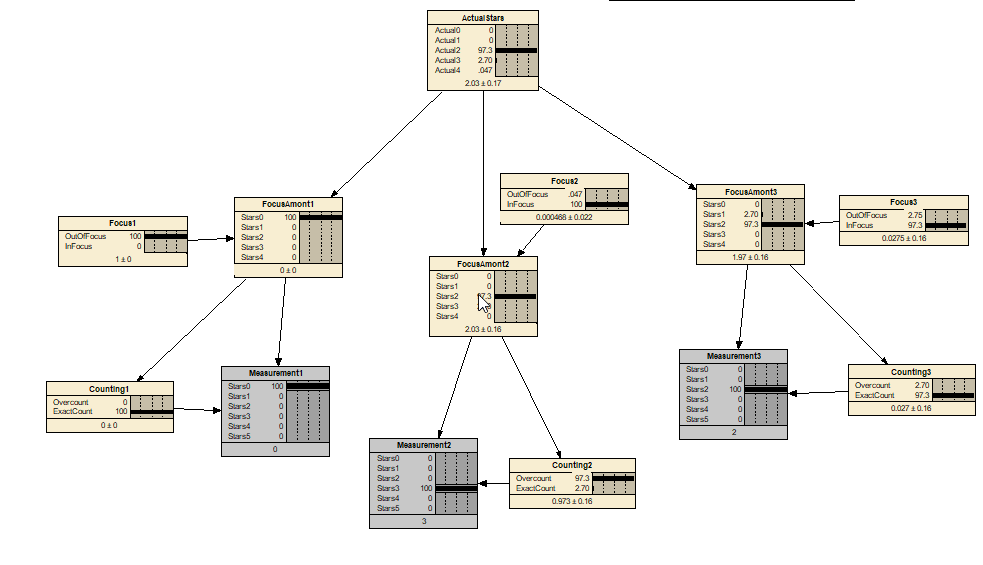 ActualStars
Actual0 0
Actual1 0
Actual2 97.3
Actual3 2.70
Actual4 .047
2.03 ± 0.17
Focus2
OutOfFocus .047
InFocus 100
0.000468 ± 0.022
FocusAmont3
Stars0 0
Stars1 2.70
Stars2 97.3
Stars3 0
Stars4 0
1.97 ± 0.16
Focus3
OutOfFocus 2.75
InFocus 97.3
0.0275 ± 0.16
FocusAmont1
Stars0 100
Stars1 0
Stars2 0
Stars3 0
Stars4 0
0 ± 0
Focus1
OutOfFocus 100
InFocus 0
1 ± 0
FocusAmont2
Stars0 0
Stars1 0
Stars2 7.3
Stars3
Stars4 0
2.03 ± 0.16
Measurement3
Stars0 0
Stars1 0
Stars2 100
Stars3 0
Stars4 0
Stars5 0
2
Counting3
Overcount 2.70
ExactCount 97.3
0.027 ± 0.16
Measurement1
Stars0 100
Stars1 0
Stars2 0
Stars3 0
Stars4 0
Stars5 0
0
Counting1
Overcount 0
ExactCount 100
0 ± 0
Measurement2
Stars0 0
Stars1 0
Stars2 0
Stars3 100
Stars4 0
Stars5 0
3
Counting2
Overcount 97.3
ExactCount 2.70
0.973 ± 0.16